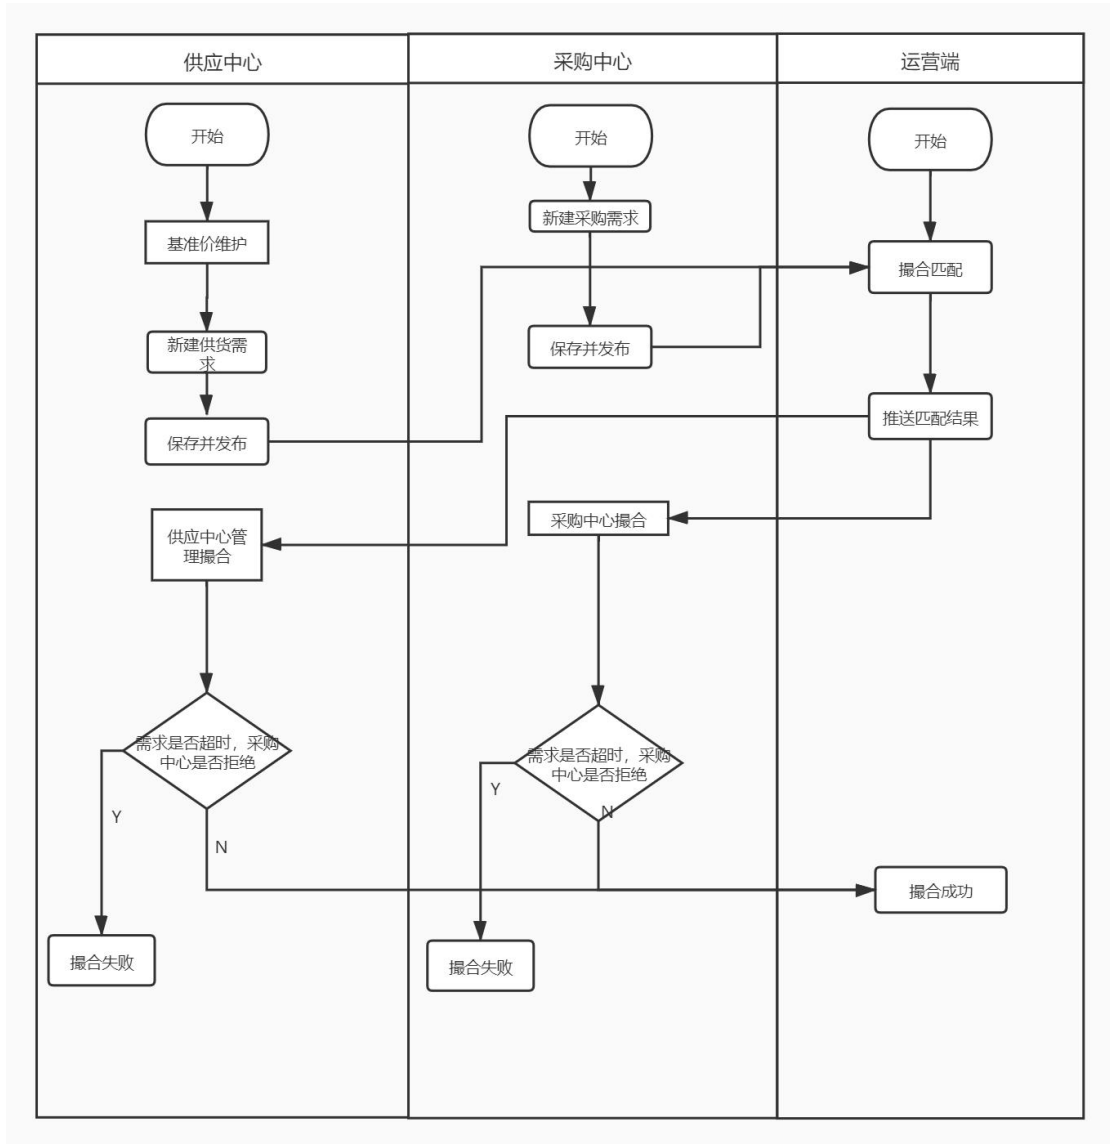 供应中心
采购中心
运营端
开始
开始
开始
基准价维护
新建采购需求
撮合匹配
新建供货需
求
保存并发布
保存并发布
推送匹配结果
供应中心管
理撮合
采购中心撮合
需求是否超时，采购
中心是否拒绝
需求是否超时，采购
中心是否拒绝
Y
N
Y
N
撮合成功
撮合失败
撮合失败